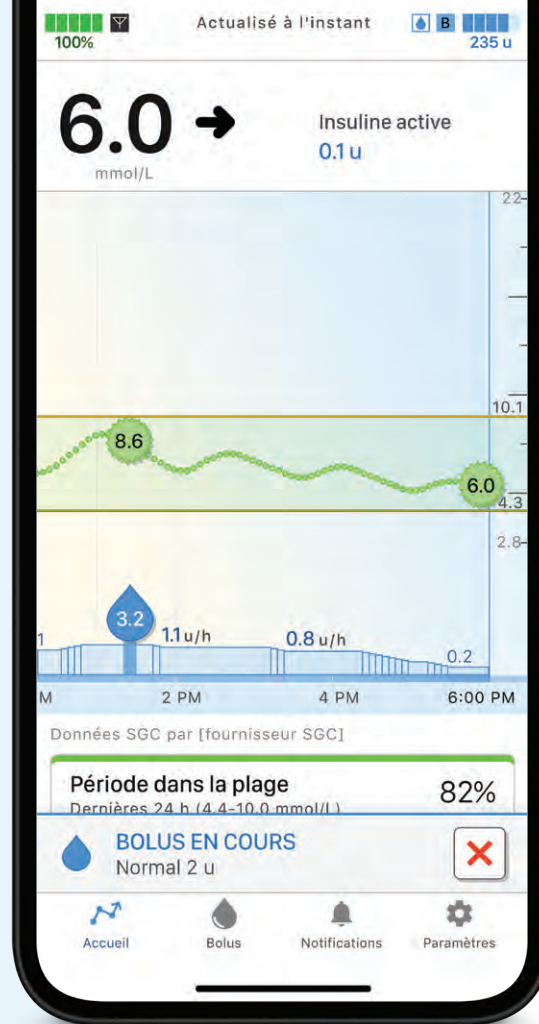 Actualisé à l'instant
B
100%
235 u
6.0
mmol/L
Insuline active
0.1 u
22
10.1
8.6
6.0
4.3
2.8
3.2
1
1.1 u/h
0.8 u/h
0.2
M
2 PM
4 PM
6:00 PM
Données SGC par [fournisseur SGC]
Période dans la plage
82%
Dernières 24 h (4.4-10.0 mmol/L)
BOLUS EN COURS
Normal 2 u
Accueil
Bolus
Notifications
Paramètres